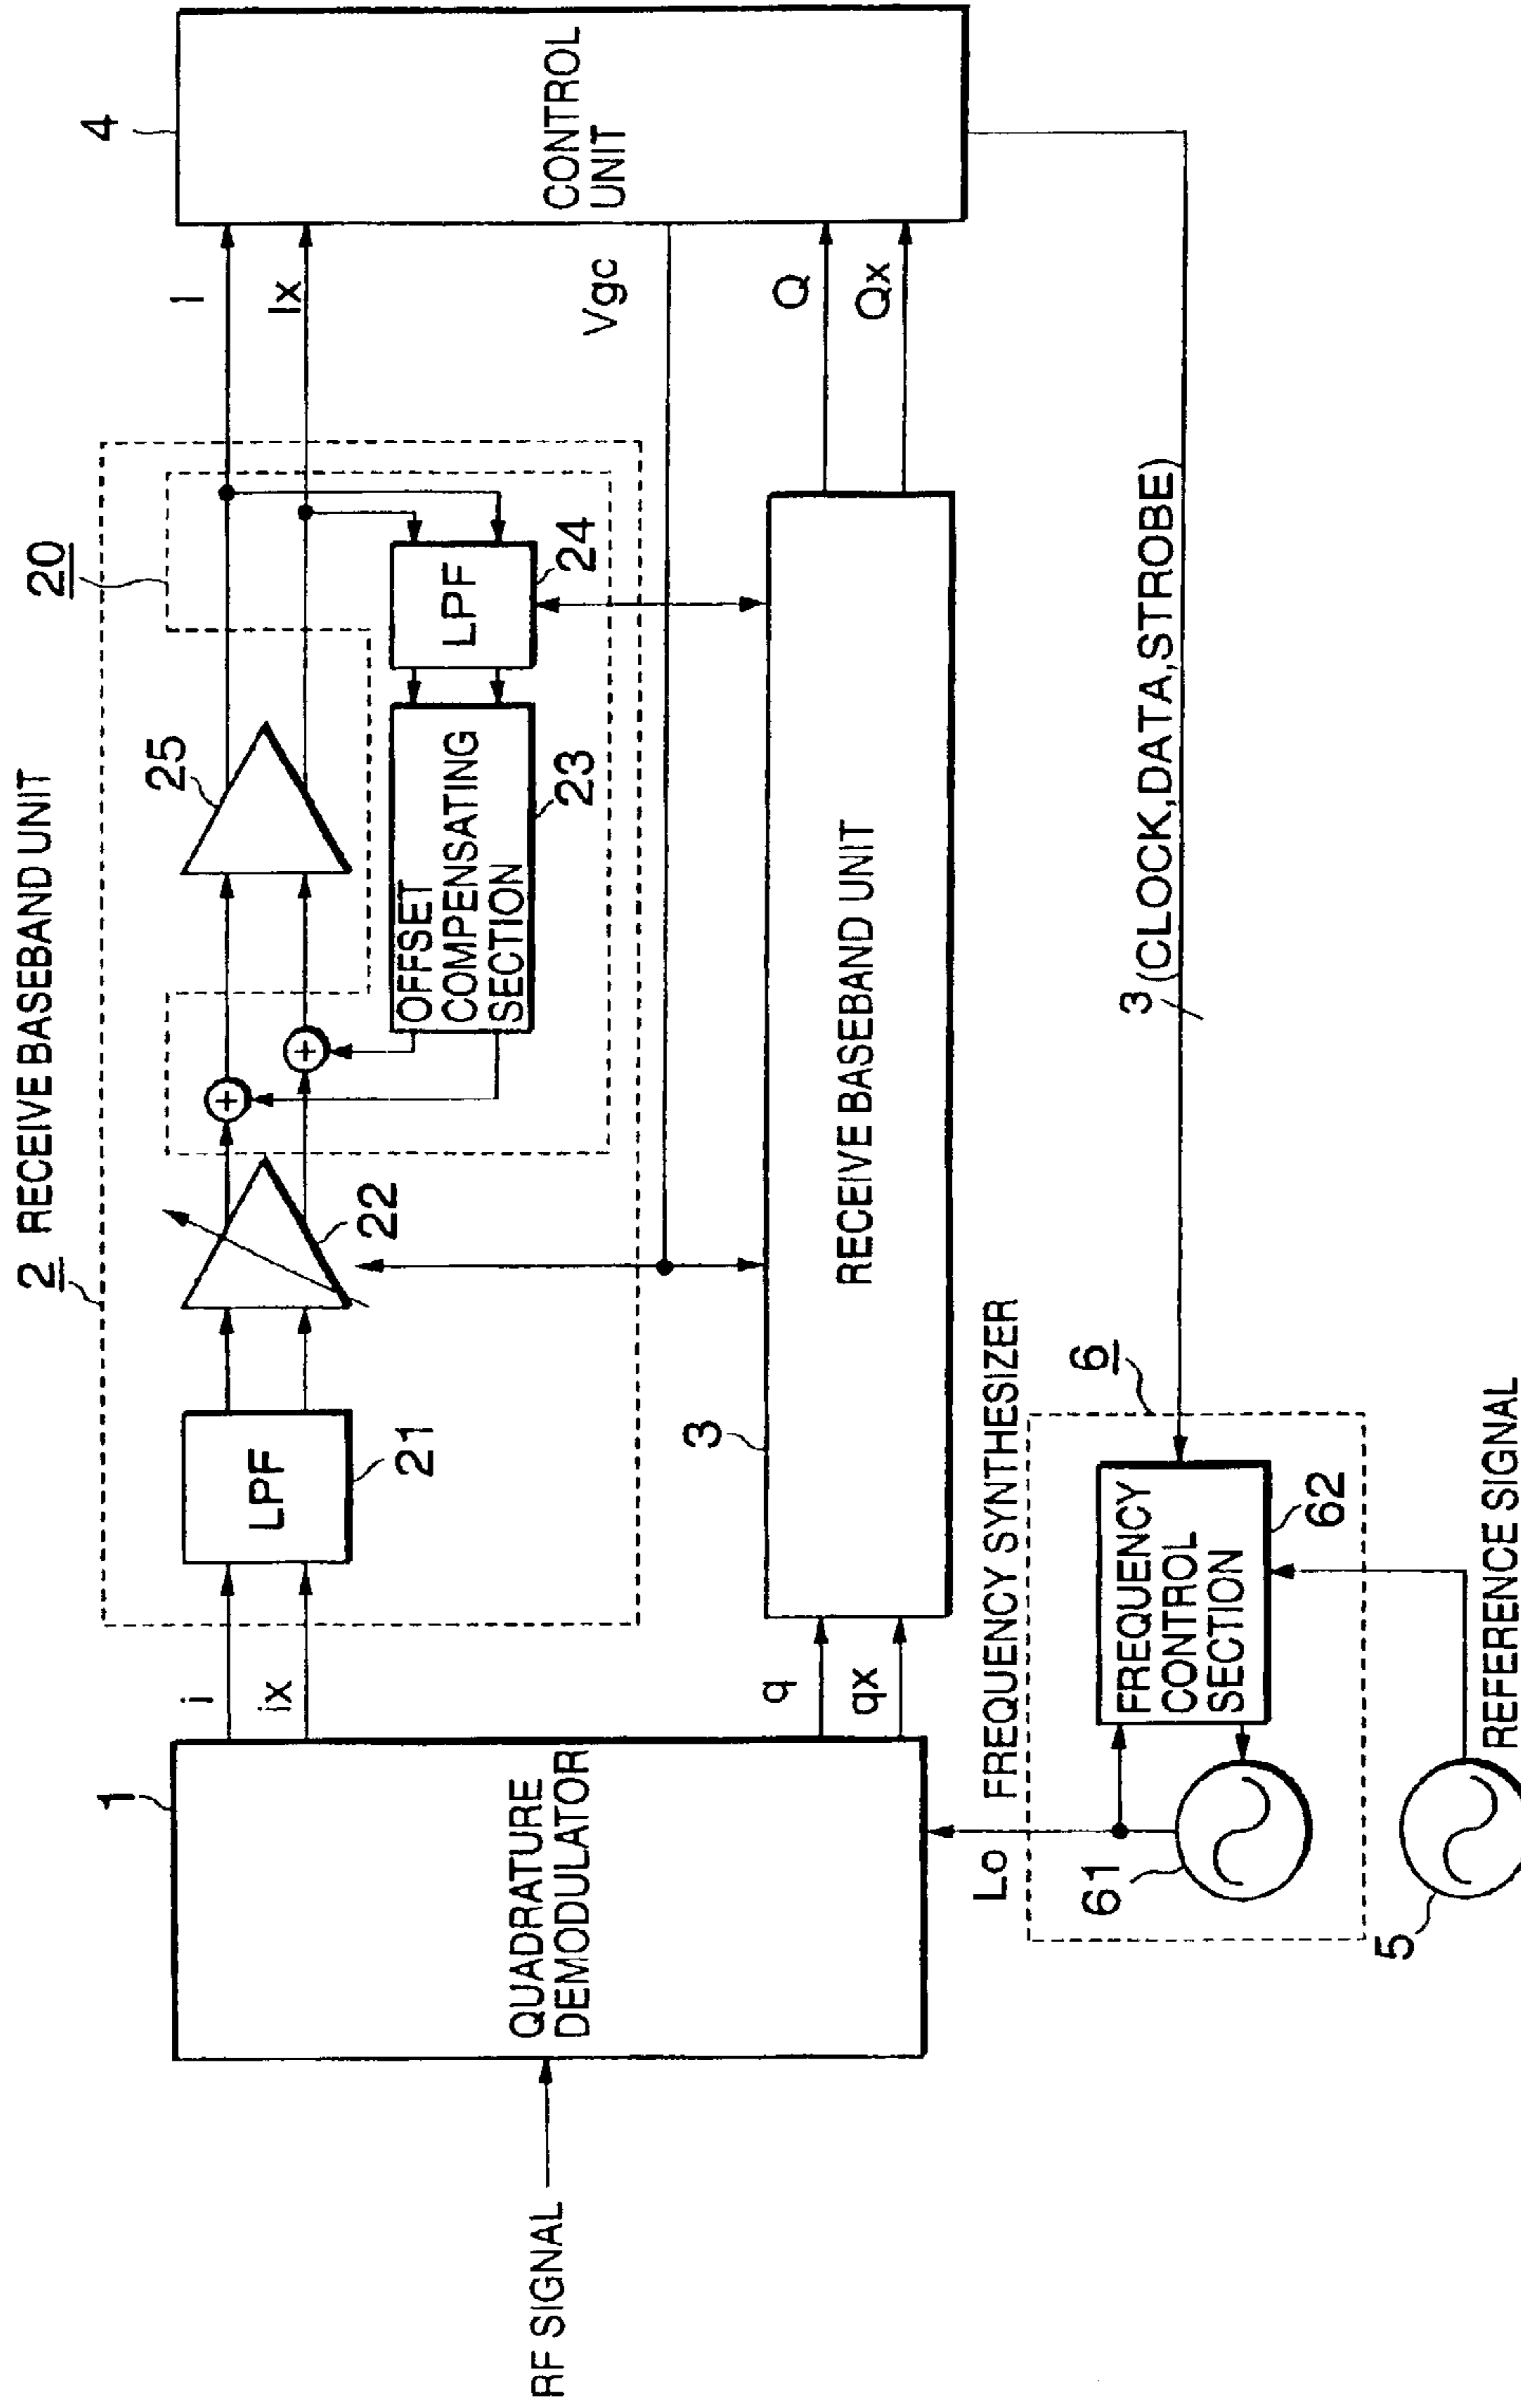 RF SIGNAL
1
QUADRATURE
DEMODULATOR
i
ix
q
qx
2 RECEIVE BASEBAND UNIT
LPF
21
22
20
25
OFFSET
COMPENSATING
SECTION
23
LPF
24
I
Ix
Vgc
Q
Qx
4
CONTROL
UNIT
3
RECEIVE BASEBAND UNIT
Lo
FREQUENCY SYNTHESIZER
6
61
FREQUENCY
CONTROL
SECTION
62
3 (CLOCK,DATA,STROBE)
5
REFERENCE SIGNAL